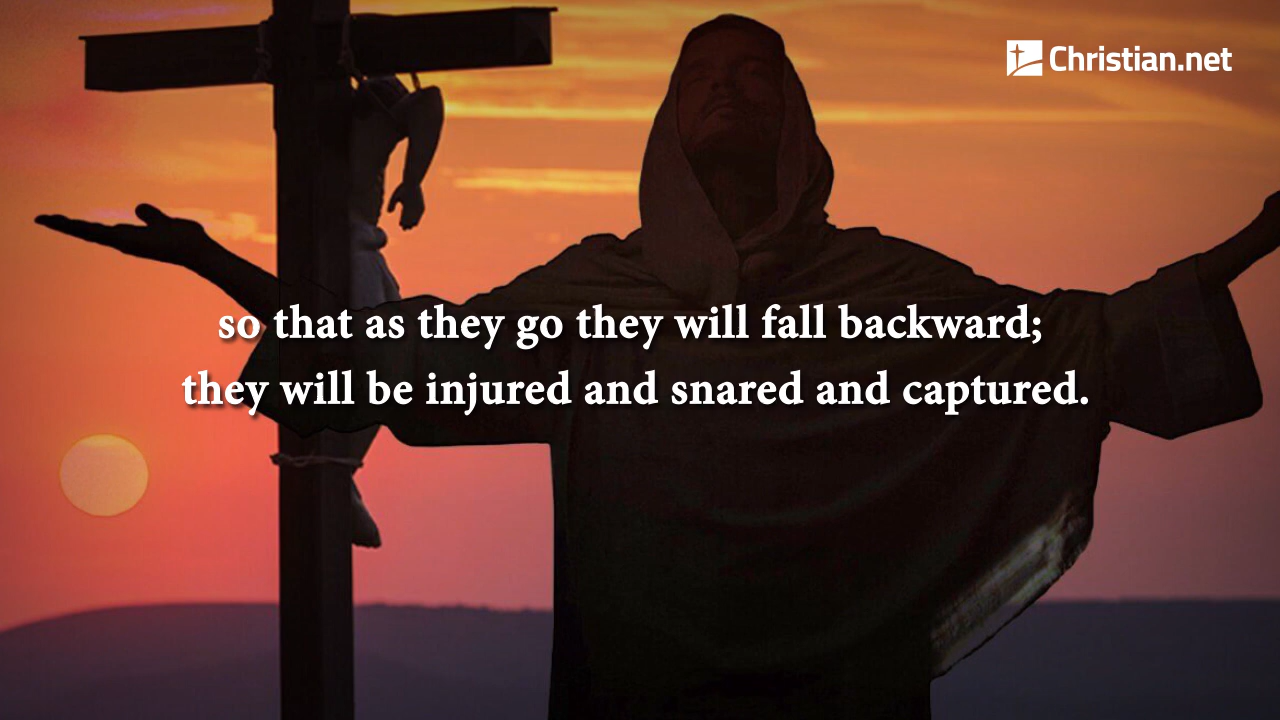 Christian.net
so that as they go they will fall backward;
they will be injured and snared and captured.